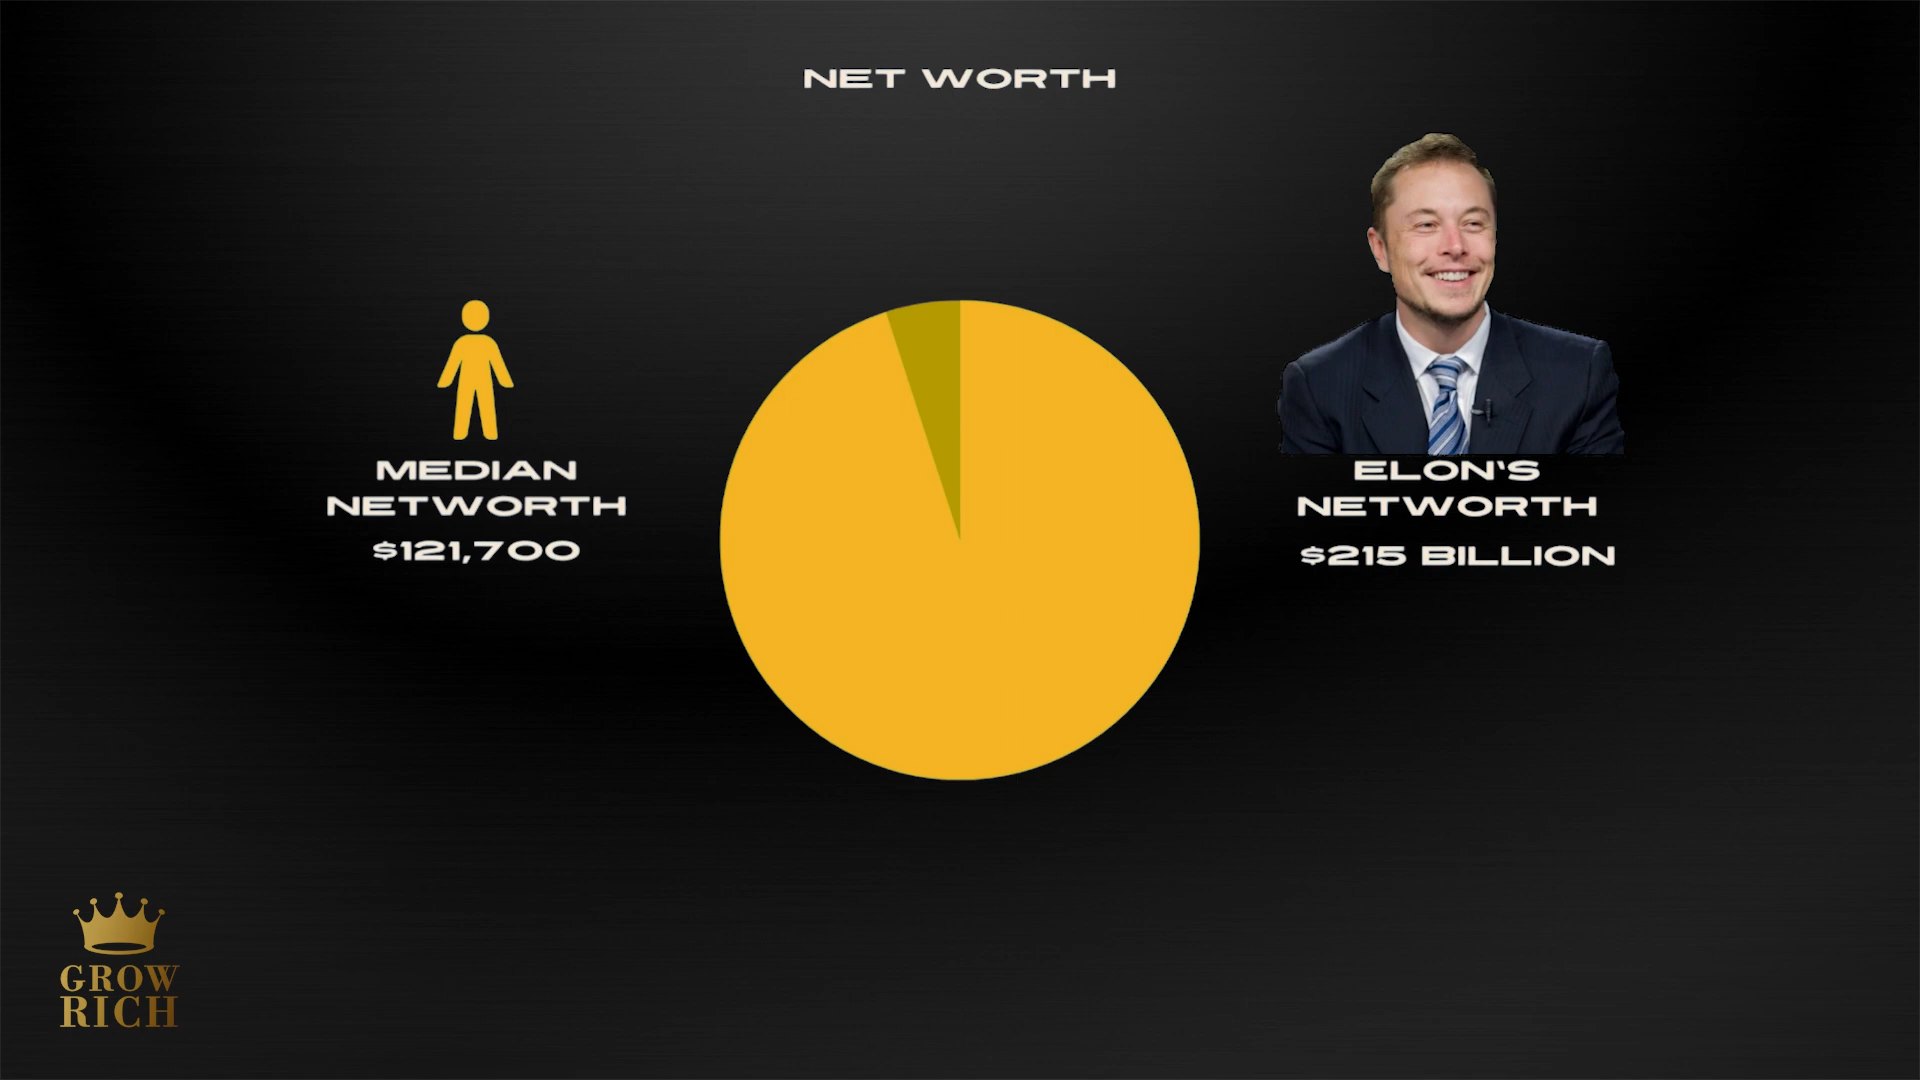 NET WORTH
MEDIAN
NETWORTH
$121,700
ELON'S
NETWORTH
$215 BILLION
GROW
RICH